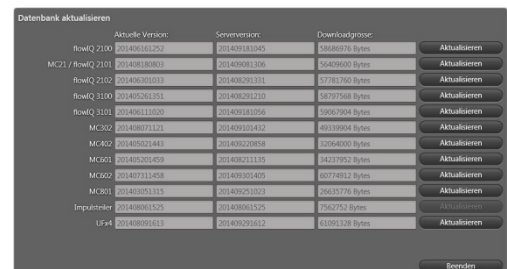 Datenbank aktualisieren
Aktuelle Version: Serverversion: Downloadgrösse:
flowIQ 2100 201406161252 201409181045 58686976 Bytes Aktualisieren
MC21 / flowIQ 2101 201408180803 201409081306 56409600 Bytes Aktualisieren
flowIQ 2102 201406301033 201408291331 57781760 Bytes Aktualisieren
flowIQ 3100 201405261351 201408291210 58797568 Bytes Aktualisieren
flowIQ 3101 201406111020 201409181056 59067904 Bytes Aktualisieren
MC302 201408071121 201409101432 49339904 Bytes Aktualisieren
MC402 201405021443 201409220858 32064000 Bytes Aktualisieren
MC601 201405201459 201408211135 34237952 Bytes Aktualisieren
MC602 201407311458 201409301405 60774912 Bytes Aktualisieren
MC801 201403051315 201409251023 26635776 Bytes Aktualisieren
Impulsteiler 201408061525 201408061525 7562752 Bytes Aktualisieren
UFx4 201408091613 201409291612 61091328 Bytes Aktualisieren
Beenden